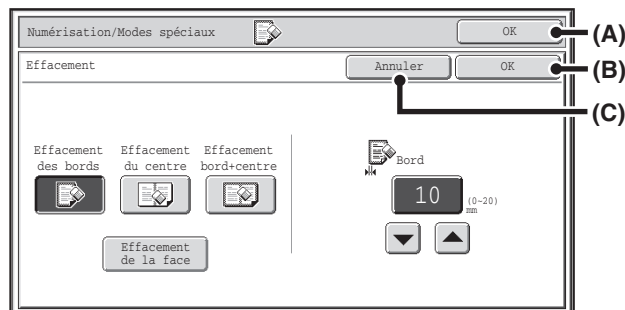 Numérisation/Modes spéciaux
OK
(A)
Effacement
Annuler
OK
(B)
(C)
Effacement
des bords
Effacement
du centre
Effacement
bord+centre
Effacement
de la face
Bord
10
(0~20)
mm